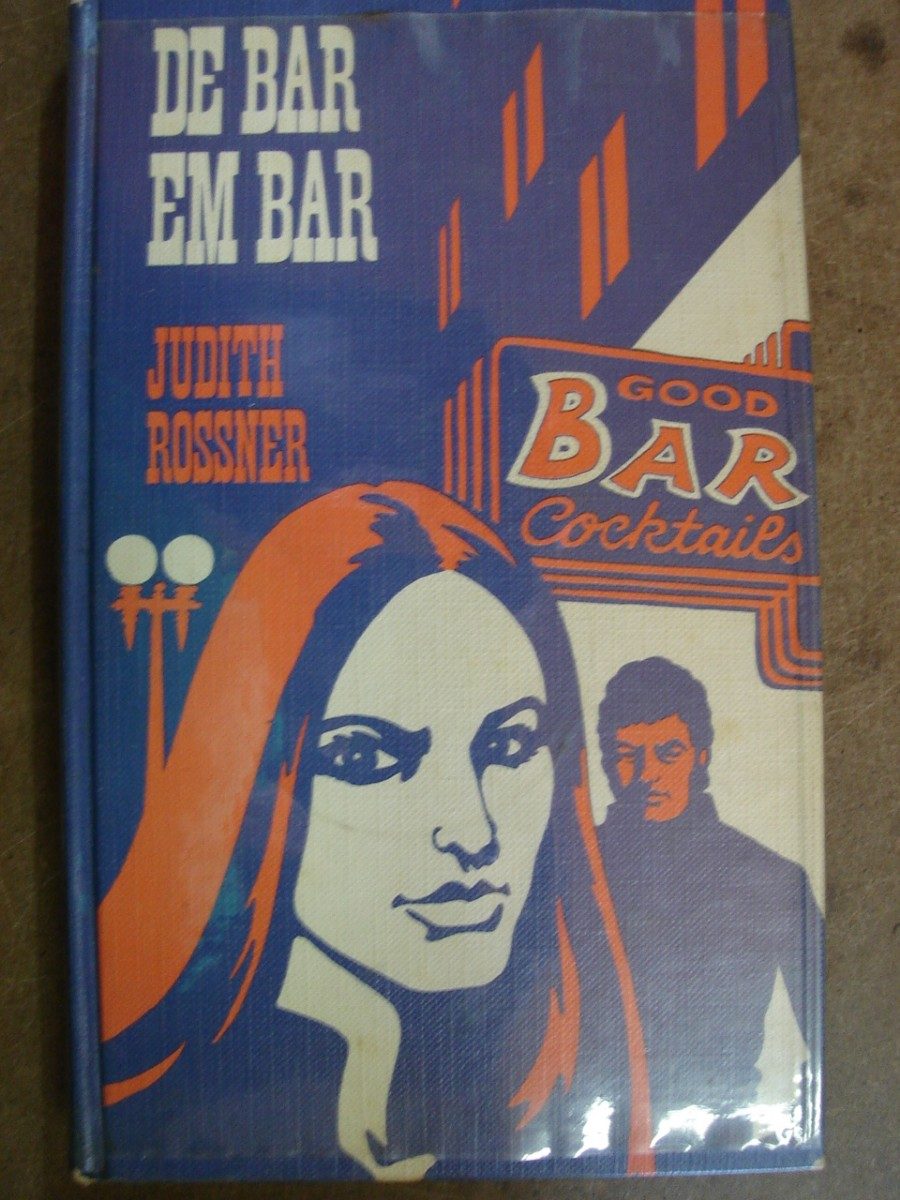 DE BAR
EM BAR
JUDITH
ROSSNER
GOOD
BAR
Cocktails